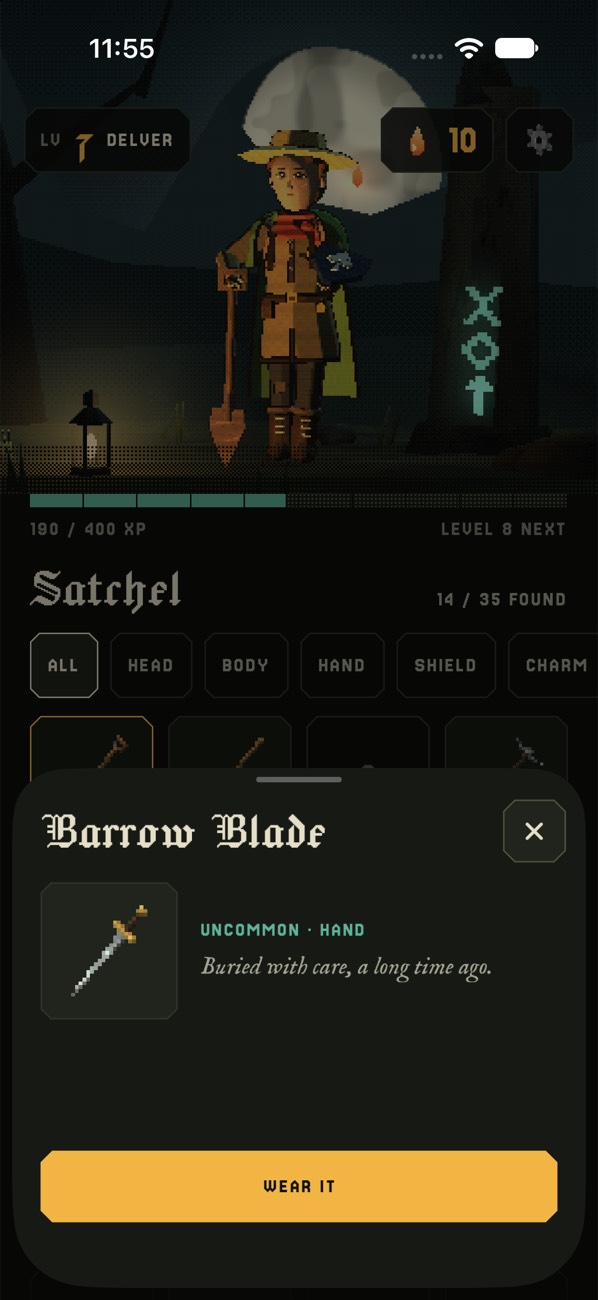 11:55
LV 7 DELVER
10
190 / 400 XP
LEVEL 8 NEXT
Satchel
14 / 35 FOUND
ALL
HEAD
BODY
HAND
SHIELD
CHARM
Barrow Blade
UNCOMMON · HAND
Buried with care, a long time ago.
WEAR IT